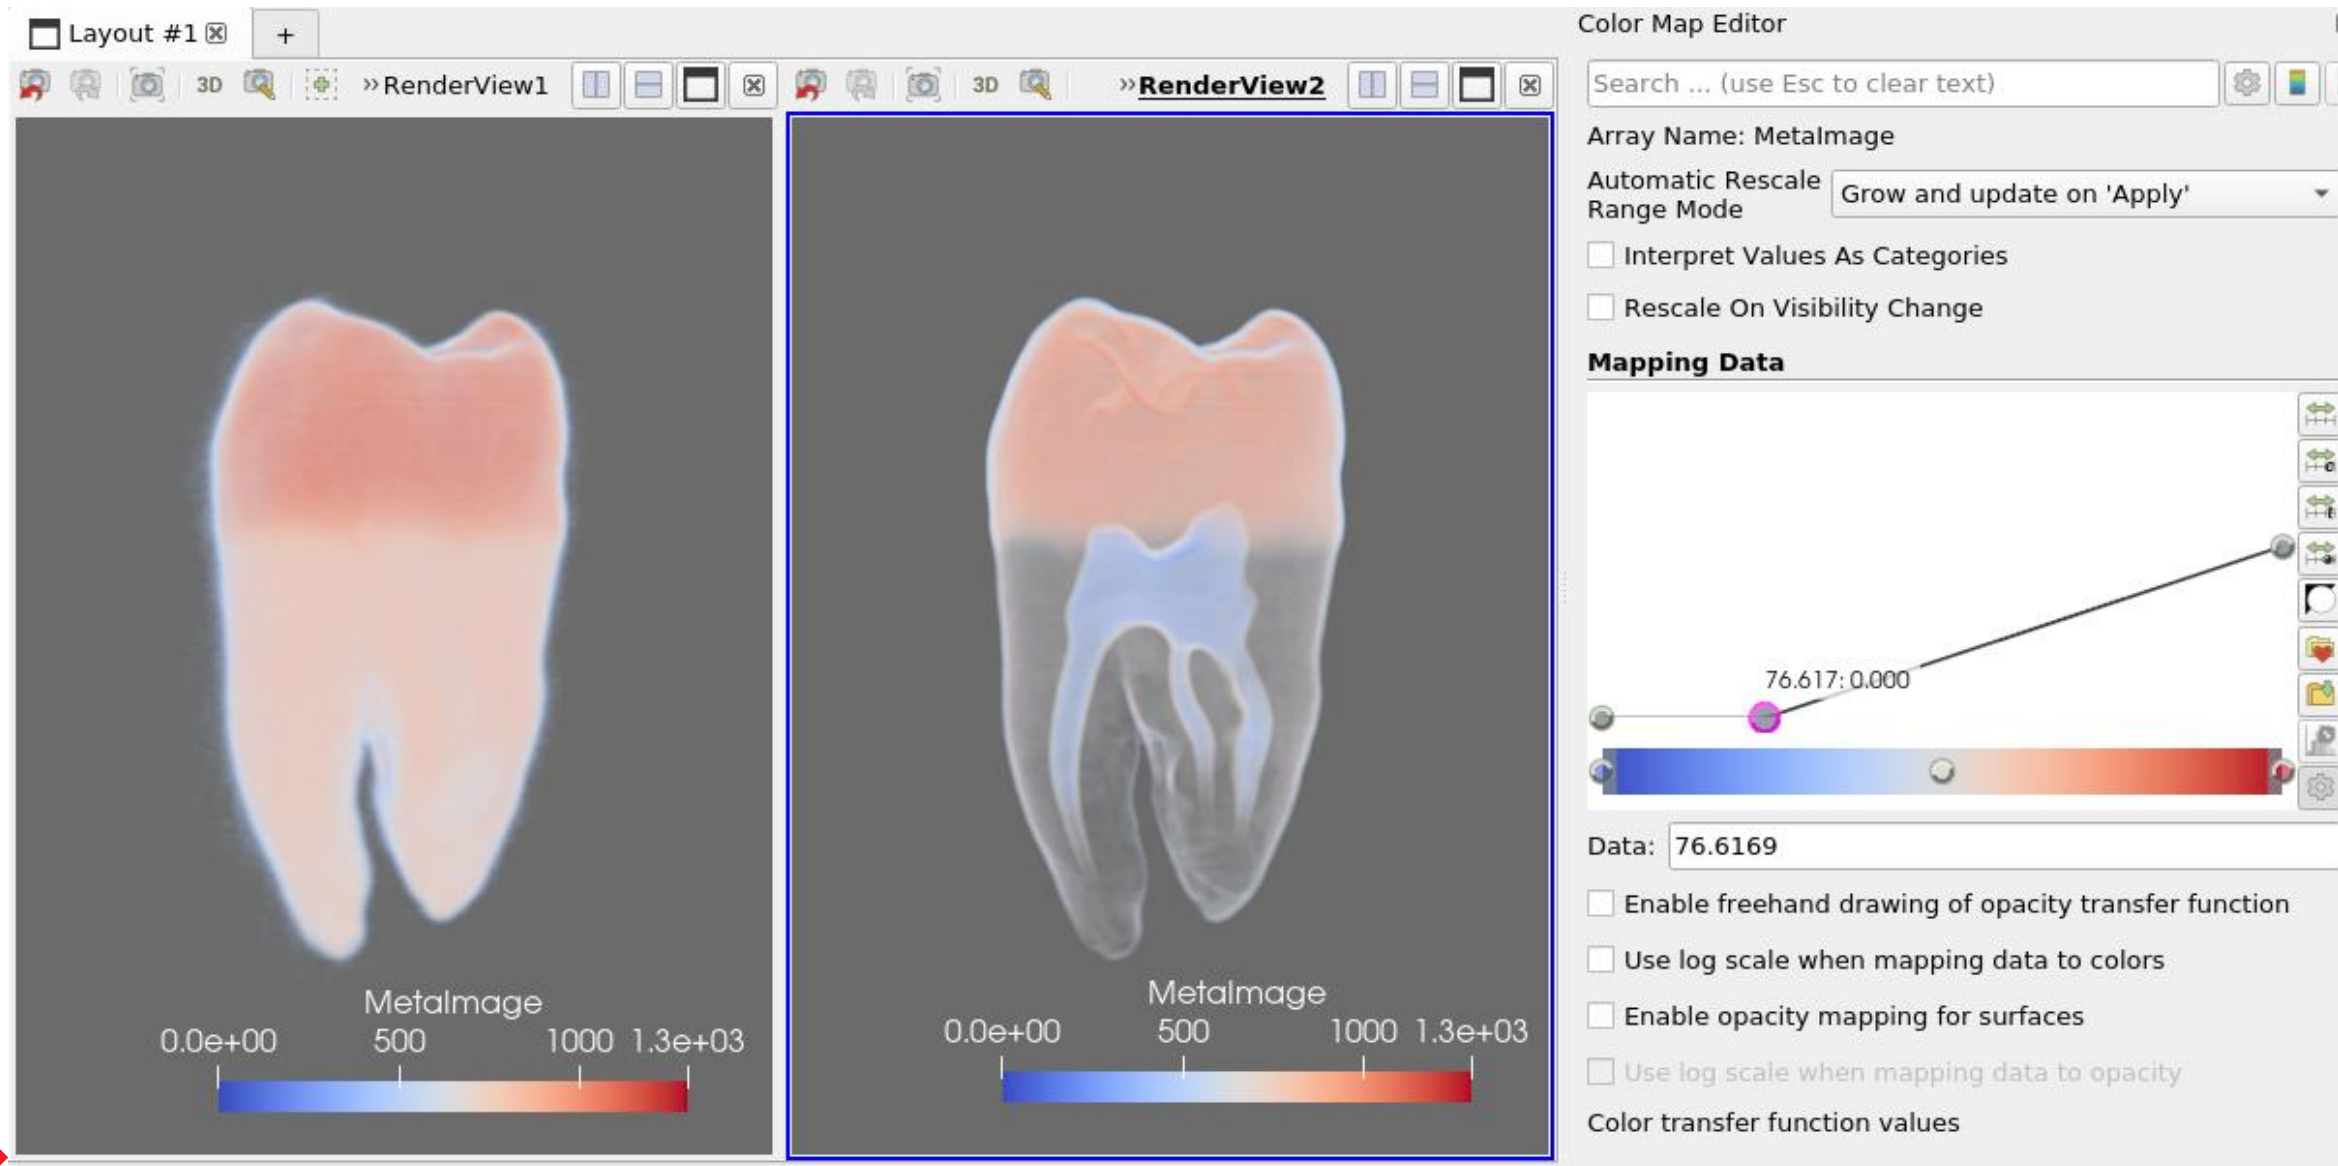 Layout #1
+
3D
»RenderView1
3D
»RenderView2
MetaImage
0.0e+00 500 1000 1.3e+03
MetaImage
0.0e+00 500 1000 1.3e+03
Color Map Editor
Search ... (use Esc to clear text)
Array Name: MetaImage
Automatic Rescale
Range Mode
Grow and update on 'Apply'
Interpret Values As Categories
Rescale On Visibility Change
Mapping Data
76.617: 0.000
Data: 76.6169
Enable freehand drawing of opacity transfer function
Use log scale when mapping data to colors
Enable opacity mapping for surfaces
Use log scale when mapping data to opacity
Color transfer function values